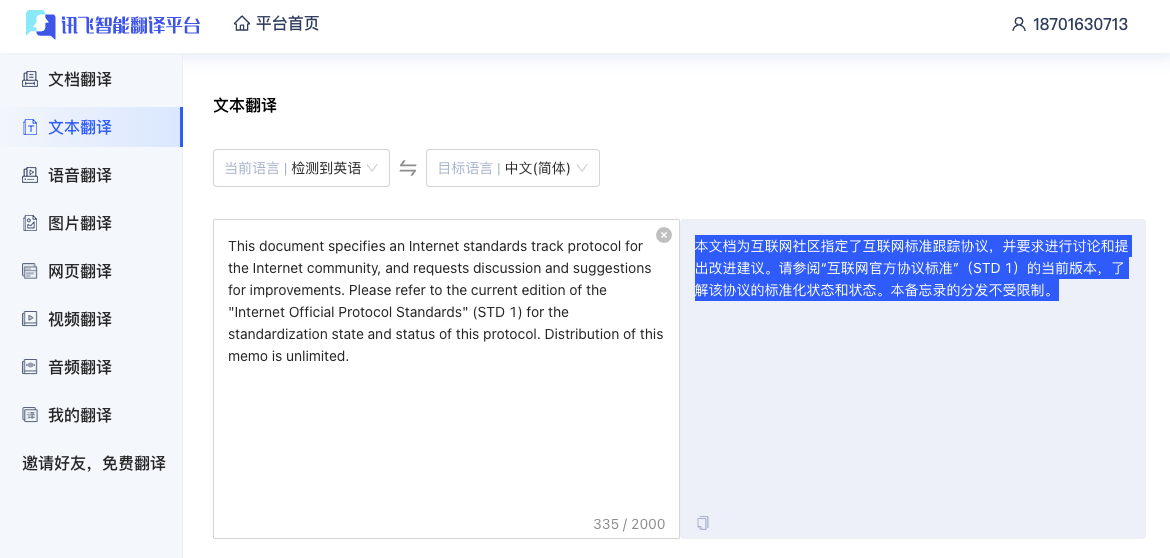 讯飞智能翻译平台
平台首页
18701630713
文档翻译
文本翻译
语音翻译
图片翻译
网页翻译
视频翻译
音频翻译
我的翻译
邀请好友，免费翻译
文本翻译
当前语言 | 检测到英语
目标语言 | 中文(简体)
This document specifies an Internet standards track protocol for
the Internet community, and requests discussion and suggestions
for improvements. Please refer to the current edition of the
"Internet Official Protocol Standards" (STD 1) for the
standardization state and status of this protocol. Distribution of this
memo is unlimited.
335 / 2000
本文档为互联网社区指定了互联网标准跟踪协议，并要求进行讨论和提
出改进建议。请参阅“互联网官方协议标准”（STD 1）的当前版本，了
解该协议的标准化状态和状态。本备忘录的分发不受限制。